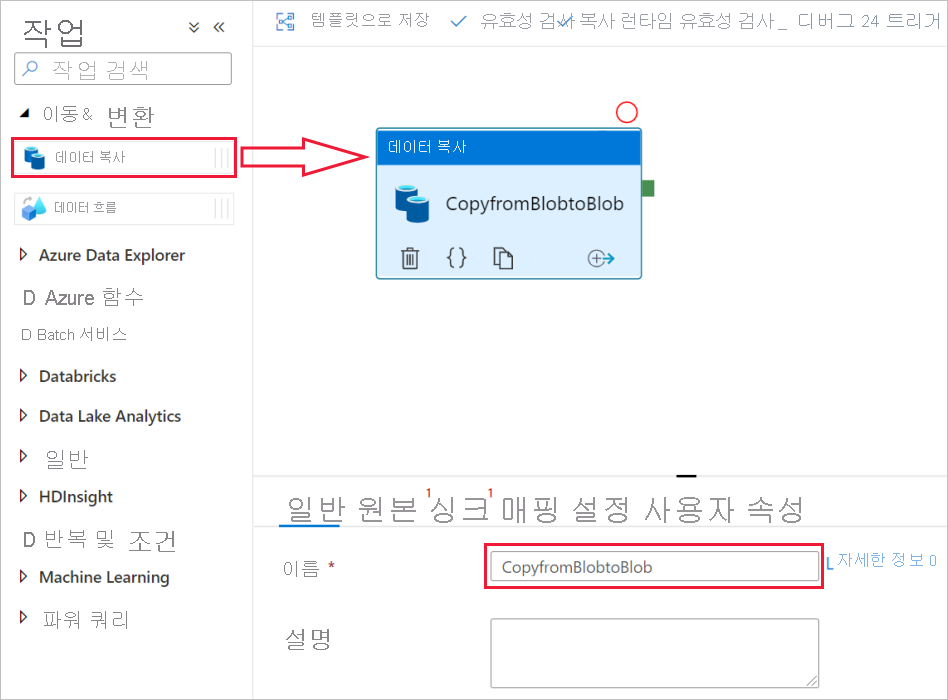 작업
작업 검색
이동& 변환
데이터 복사
데이터 흐름
Azure Data Explorer
D Azure 함수
D Batch 서비스
Databricks
Data Lake Analytics
일반
HDInsight
D 반복 및 조건
Machine Learning
파워 쿼리
템플릿으로 저장 유효성 검사 복사 런타임 유효성 검사_ 디버그 24 트리거
데이터 복사
CopyfromBlobtoBlob
{}
일반 원본 1 싱크 1 매핑 설정 사용자 속성
이름 * CopyfromBlobtoBlob L 자세한 정보 0
설명